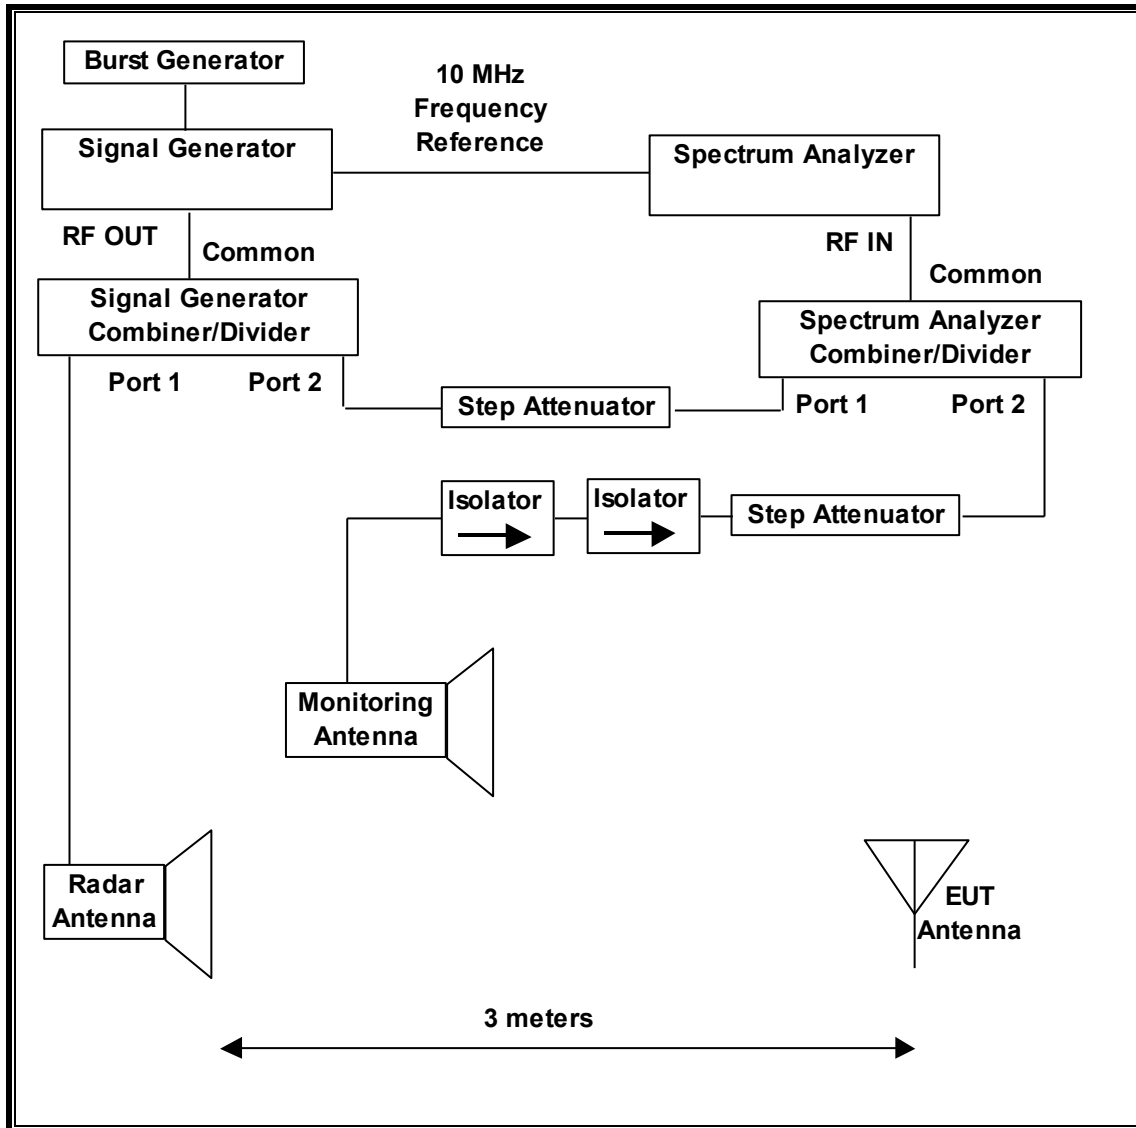 Burst Generator
10 MHz
Frequency
Reference
Signal Generator
Spectrum Analyzer
RF OUT
Common
RF IN
Common
Signal Generator
Combiner/Divider
Spectrum Analyzer
Combiner/Divider
Port 1
Port 2
Step Attenuator
Port 1
Port 2
Isolator
Isolator
Step Attenuator
Monitoring
Antenna
Radar
Antenna
EUT
Antenna
3 meters